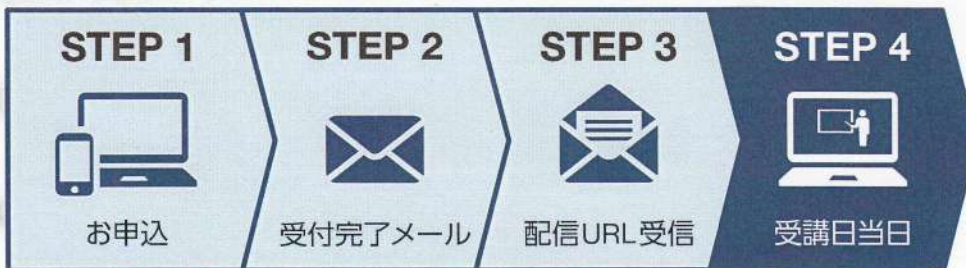 STEP 1
お申込
STEP 2
受付完了メール
STEP 3
配信URL受信
STEP 4
受講日当日